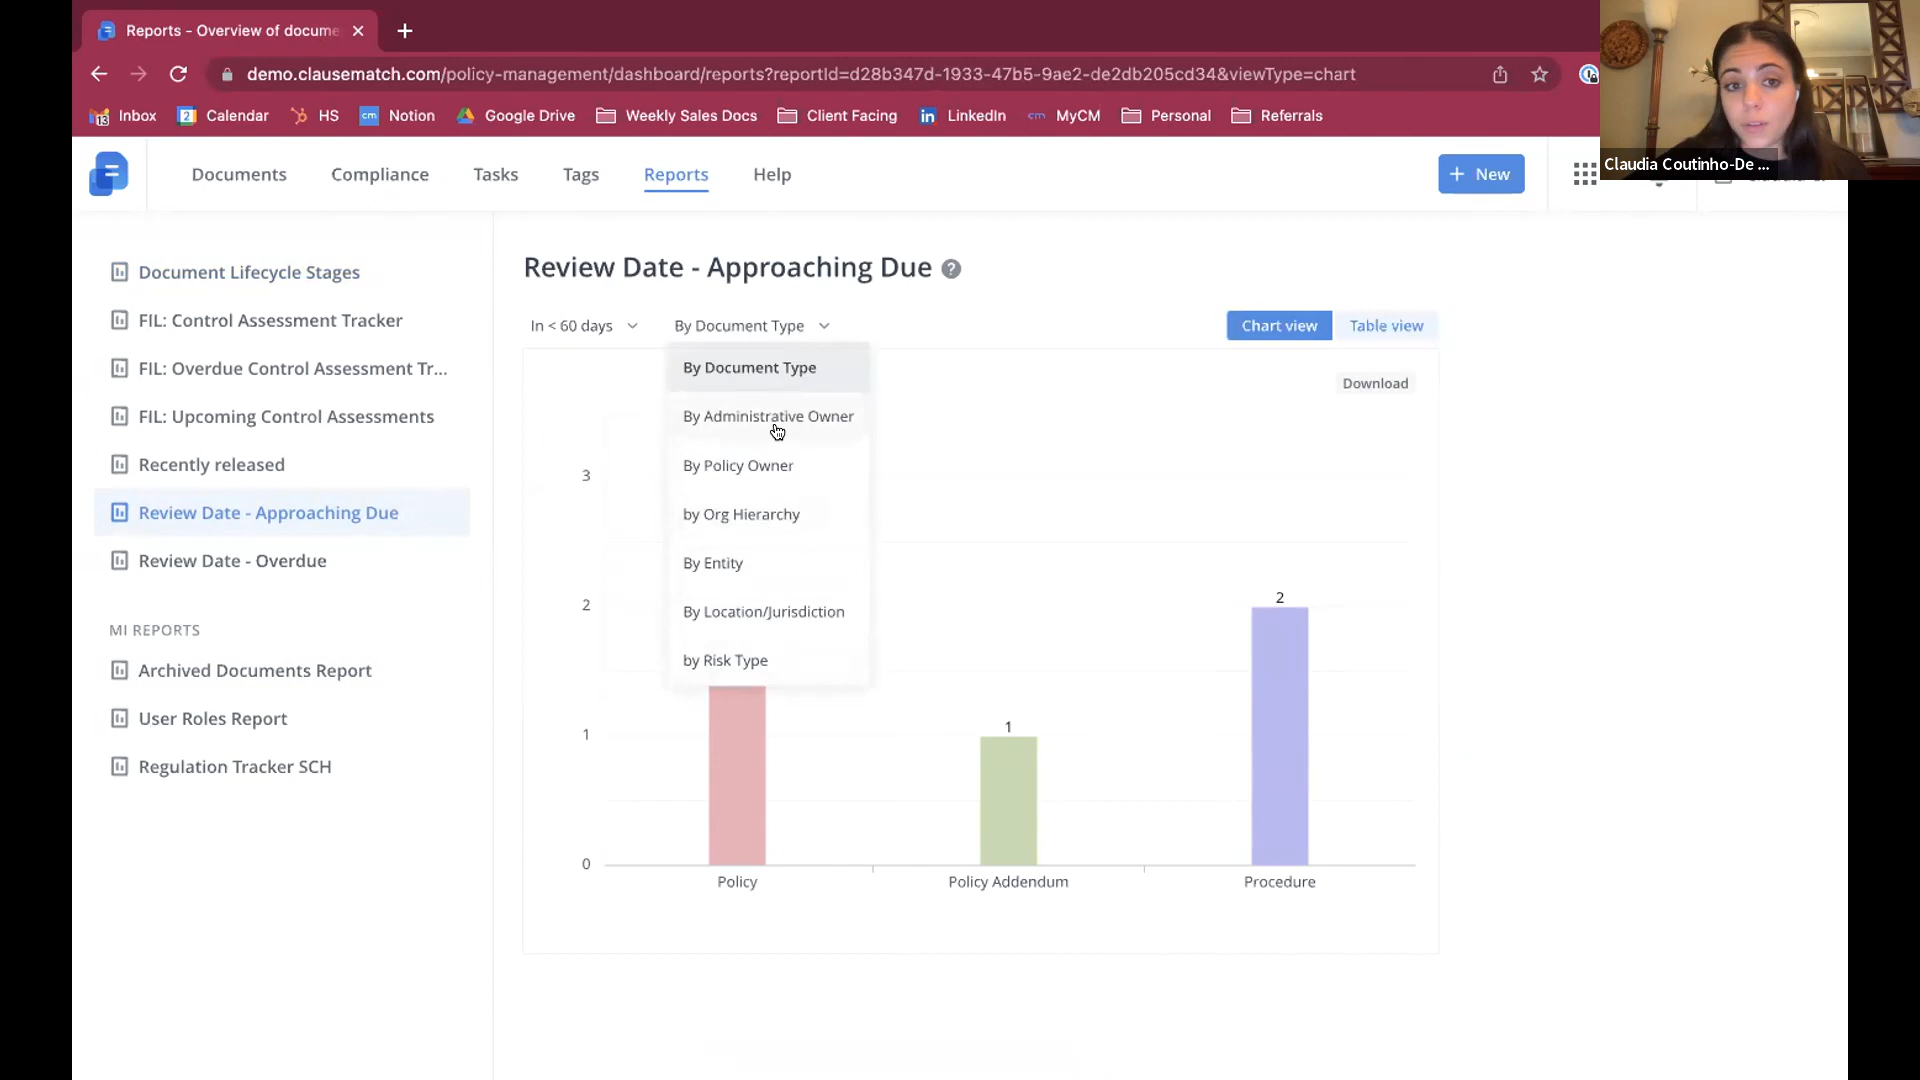 Reports - Overview of docume
demo.clausematch.com/policy-management/dashboard/reports?reportId=d28b347d-1933-47b5-9ae2-de2db205cd34&viewType=chart
13 Inbox 2 Calendar HS cm Notion Google Drive Weekly Sales Docs Client Facing in LinkedIn cm MyCM Personal Referrals
Claudia Coutinho-De ...
Documents Compliance Tasks Tags Reports Help + New
Document Lifecycle Stages
FIL: Control Assessment Tracker
FIL: Overdue Control Assessment Tr...
FIL: Upcoming Control Assessments
Recently released
Review Date - Approaching Due
Review Date - Overdue
MI REPORTS
Archived Documents Report
User Roles Report
Regulation Tracker SCH
Review Date - Approaching Due ?
In < 60 days By Document Type Chart view Table view
Download
By Document Type
By Administrative Owner
By Policy Owner
by Org Hierarchy
By Entity
By Location/Jurisdiction
by Risk Type
3
2
1
0
1
2
Policy Policy Addendum Procedure